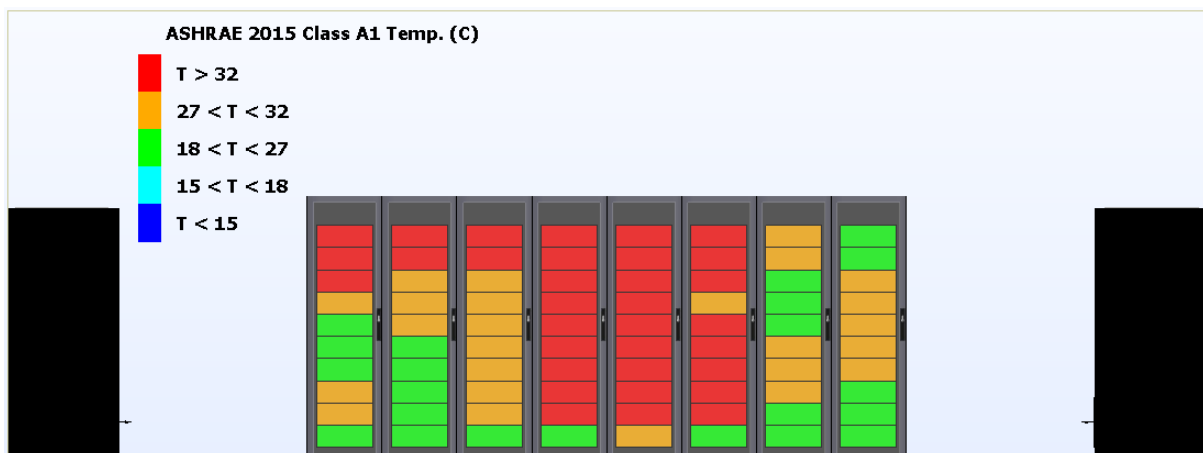 ASHRAE 2015 Class A1 Temp. (C)
T > 32
27 < T < 32
18 < T < 27
15 < T < 18
T < 15